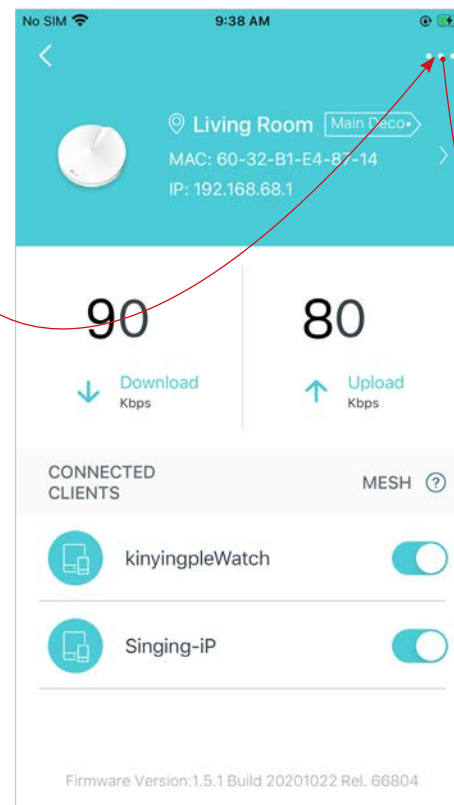 No SIM 9:38 AM
Living Room Main Deco
MAC: 60-32-B1-E4-87-14
IP: 192.168.68.1
90 80
Download Upload
Kbps Kbps
CONNECTED
CLIENTS MESH ?
kinyingpleWatch
Singing-iP
Firmware Version:1.5.1 Build 20201022 Rel. 66804